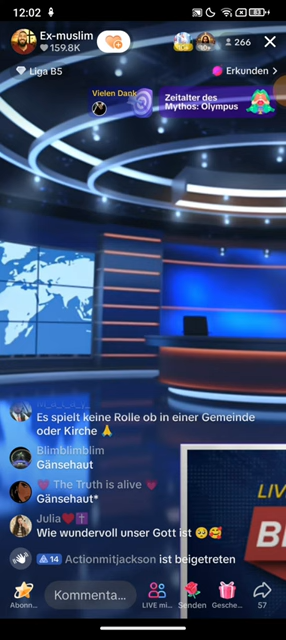 12:02
83
Ex-muslim
159.8K
266
Liga B5
Erkunden >
Vielen Dank
Zeitalter des
Mythos: Olympus
Es spielt keine Rolle ob in einer Gemeinde
oder Kirche 🙏
Blimblimblim
Gänsehaut
💗 The Truth is alive 💗
Gänsehaut*
Julia❤️✝️
Wie wundervoll unser Gott ist 🥺🥰
14 Actionmitjackson ist beigetreten
LIV
Abonn...
Kommenta...
LIVE mi...
Senden
Gesche...
57